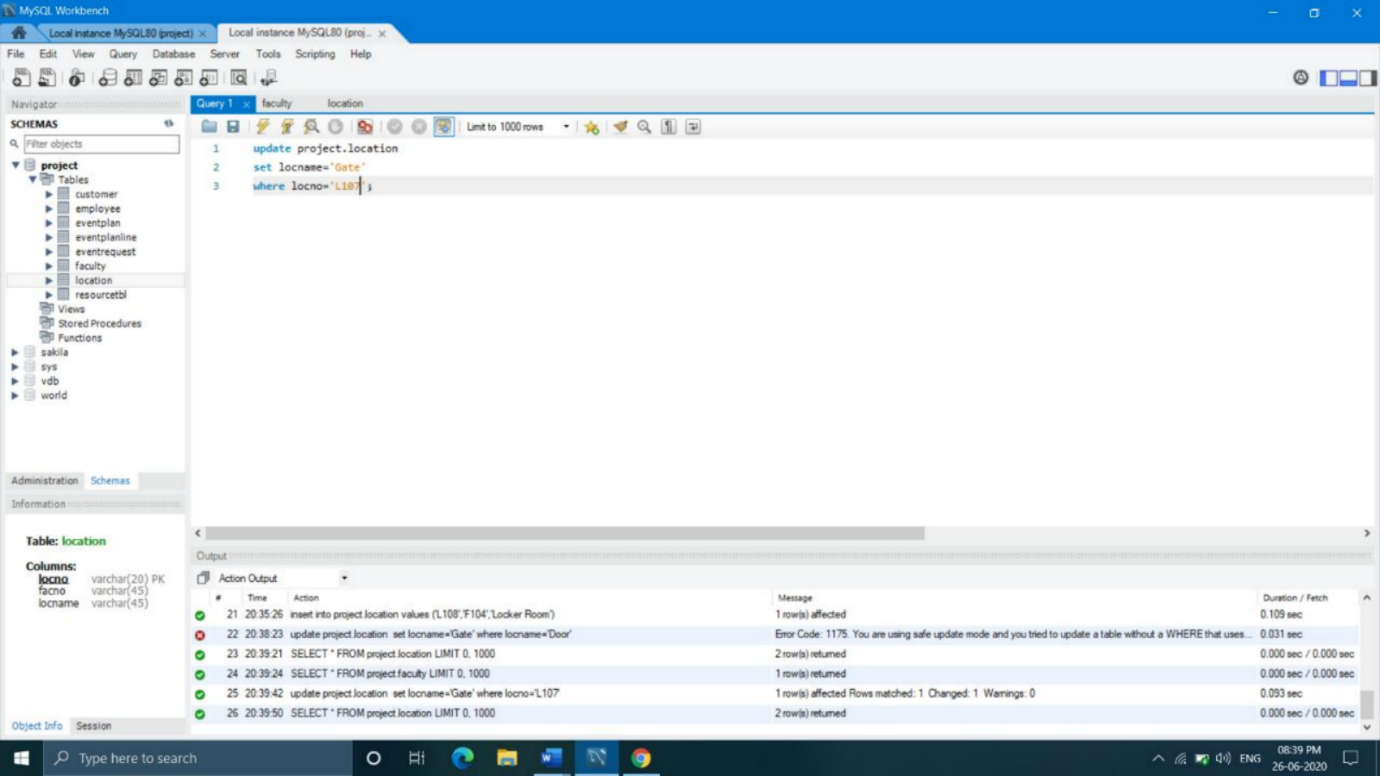 MySQL Workbench
Local instance MySQL80 (project) ×
Local instance MySQL80 (proj... ×
File Edit View Query Database Server Tools Scripting Help
Navigator
SCHEMAS
Filter objects
project
Tables
customer
employee
eventplan
eventplanline
eventrequest
faculty
location
resourcetbl
Views
Stored Procedures
Functions
sakila
sys
vdb
world
Administration Schemas
Information
Table: location
Columns:
locno varchar(20) PK
facno varchar(45)
locname varchar(45)
Object Info Session
Query 1 × faculty location
Limit to 1000 rows
1 update project.location
2 set locname='Gate'
3 where locno='L107';
Output
Action Output
# Time Action Message Duration / Fetch
21 20:35:26 insert into project.location values ('L108','F104','Locker Room') 1 row(s) affected 0.109 sec
22 20:38:23 update project.location set locname='Gate' where locname='Door' Error Code: 1175. You are using safe update mode and you tried to update a table without a WHERE that uses... 0.031 sec
23 20:39:21 SELECT * FROM project.location LIMIT 0, 1000 2 row(s) returned 0.000 sec / 0.000 sec
24 20:39:24 SELECT * FROM project.faculty LIMIT 0, 1000 1 row(s) returned 0.000 sec / 0.000 sec
25 20:39:42 update project.location set locname='Gate' where locno='L107' 1 row(s) affected Rows matched: 1 Changed: 1 Warnings: 0 0.093 sec
26 20:39:50 SELECT * FROM project.location LIMIT 0, 1000 2 row(s) returned 0.000 sec / 0.000 sec
Type here to search
ENG
08:39 PM
26-06-2020